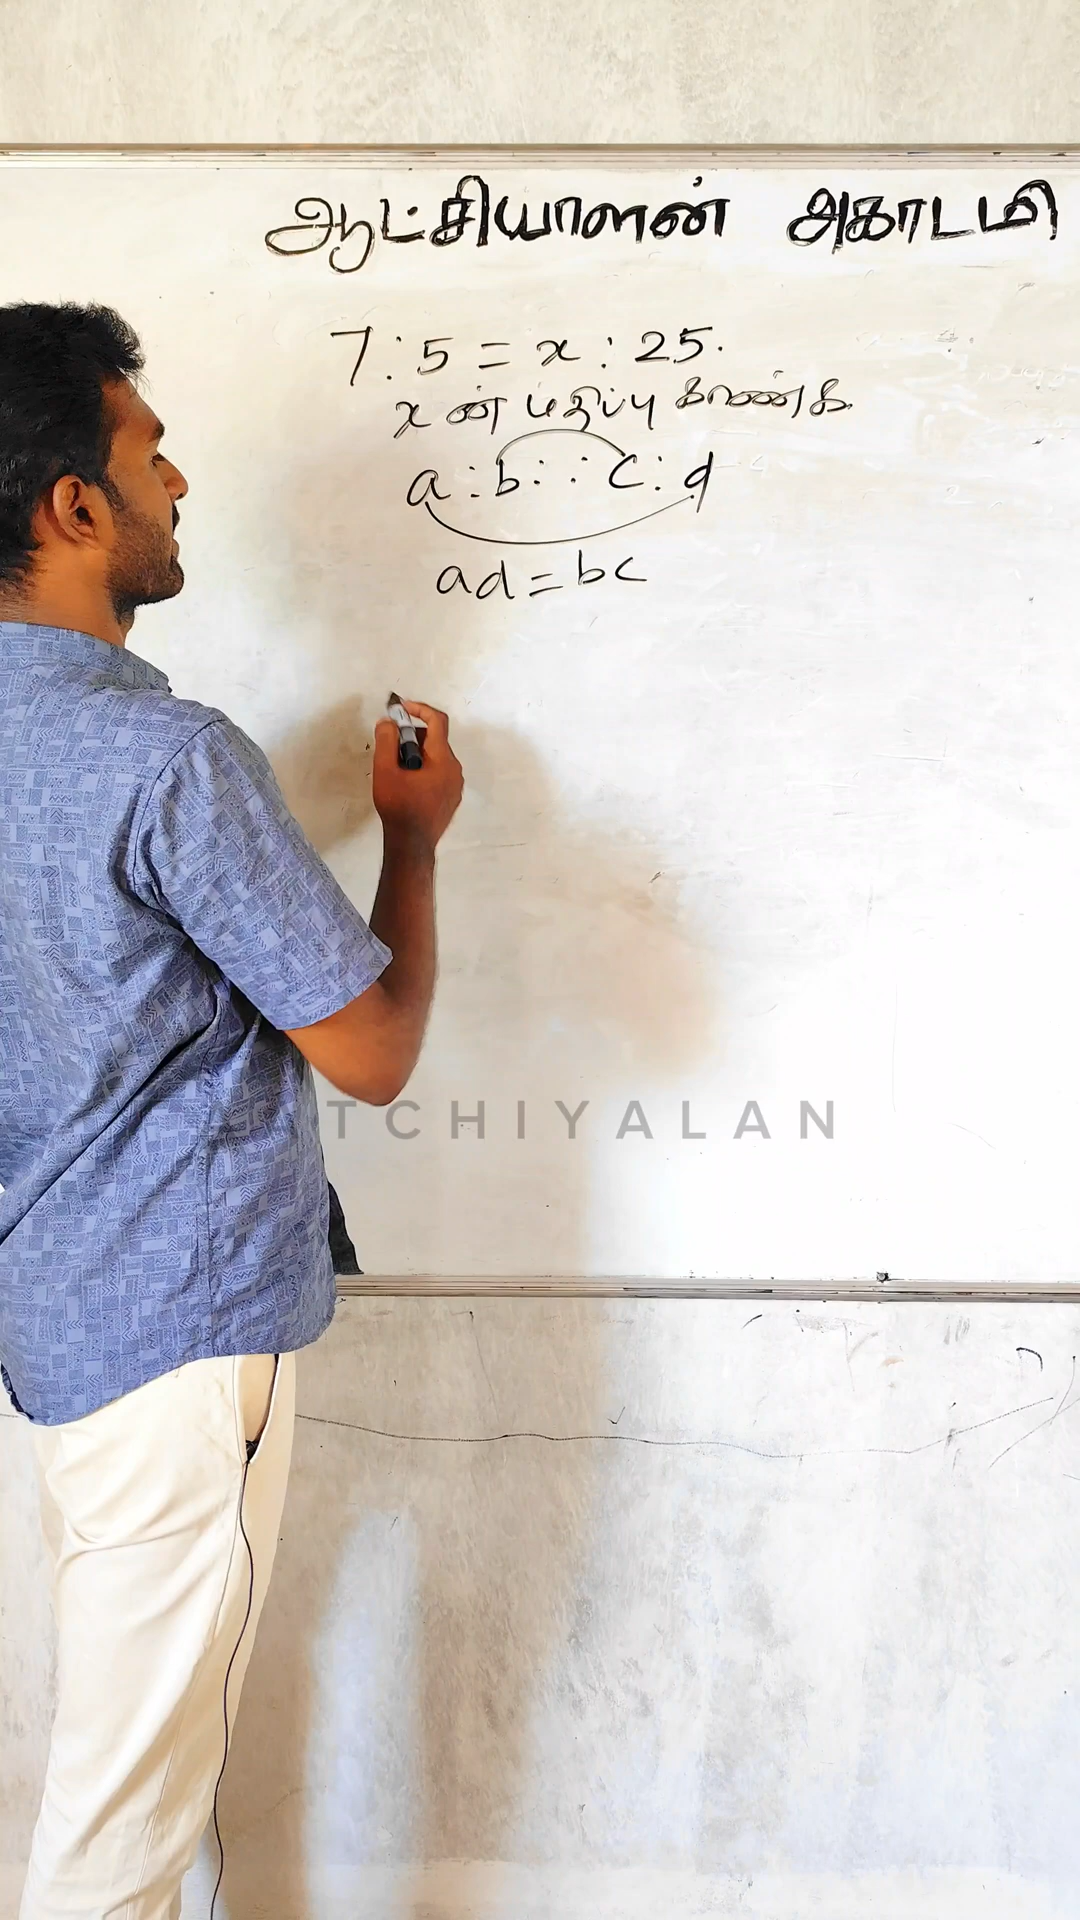 ஆட்சியாளன் அகாடமி
7 : 5 = x : 25.
x ன் மதிப்பு காண்க.
a : b : : c : d
ad = bc
TCHIYALAN